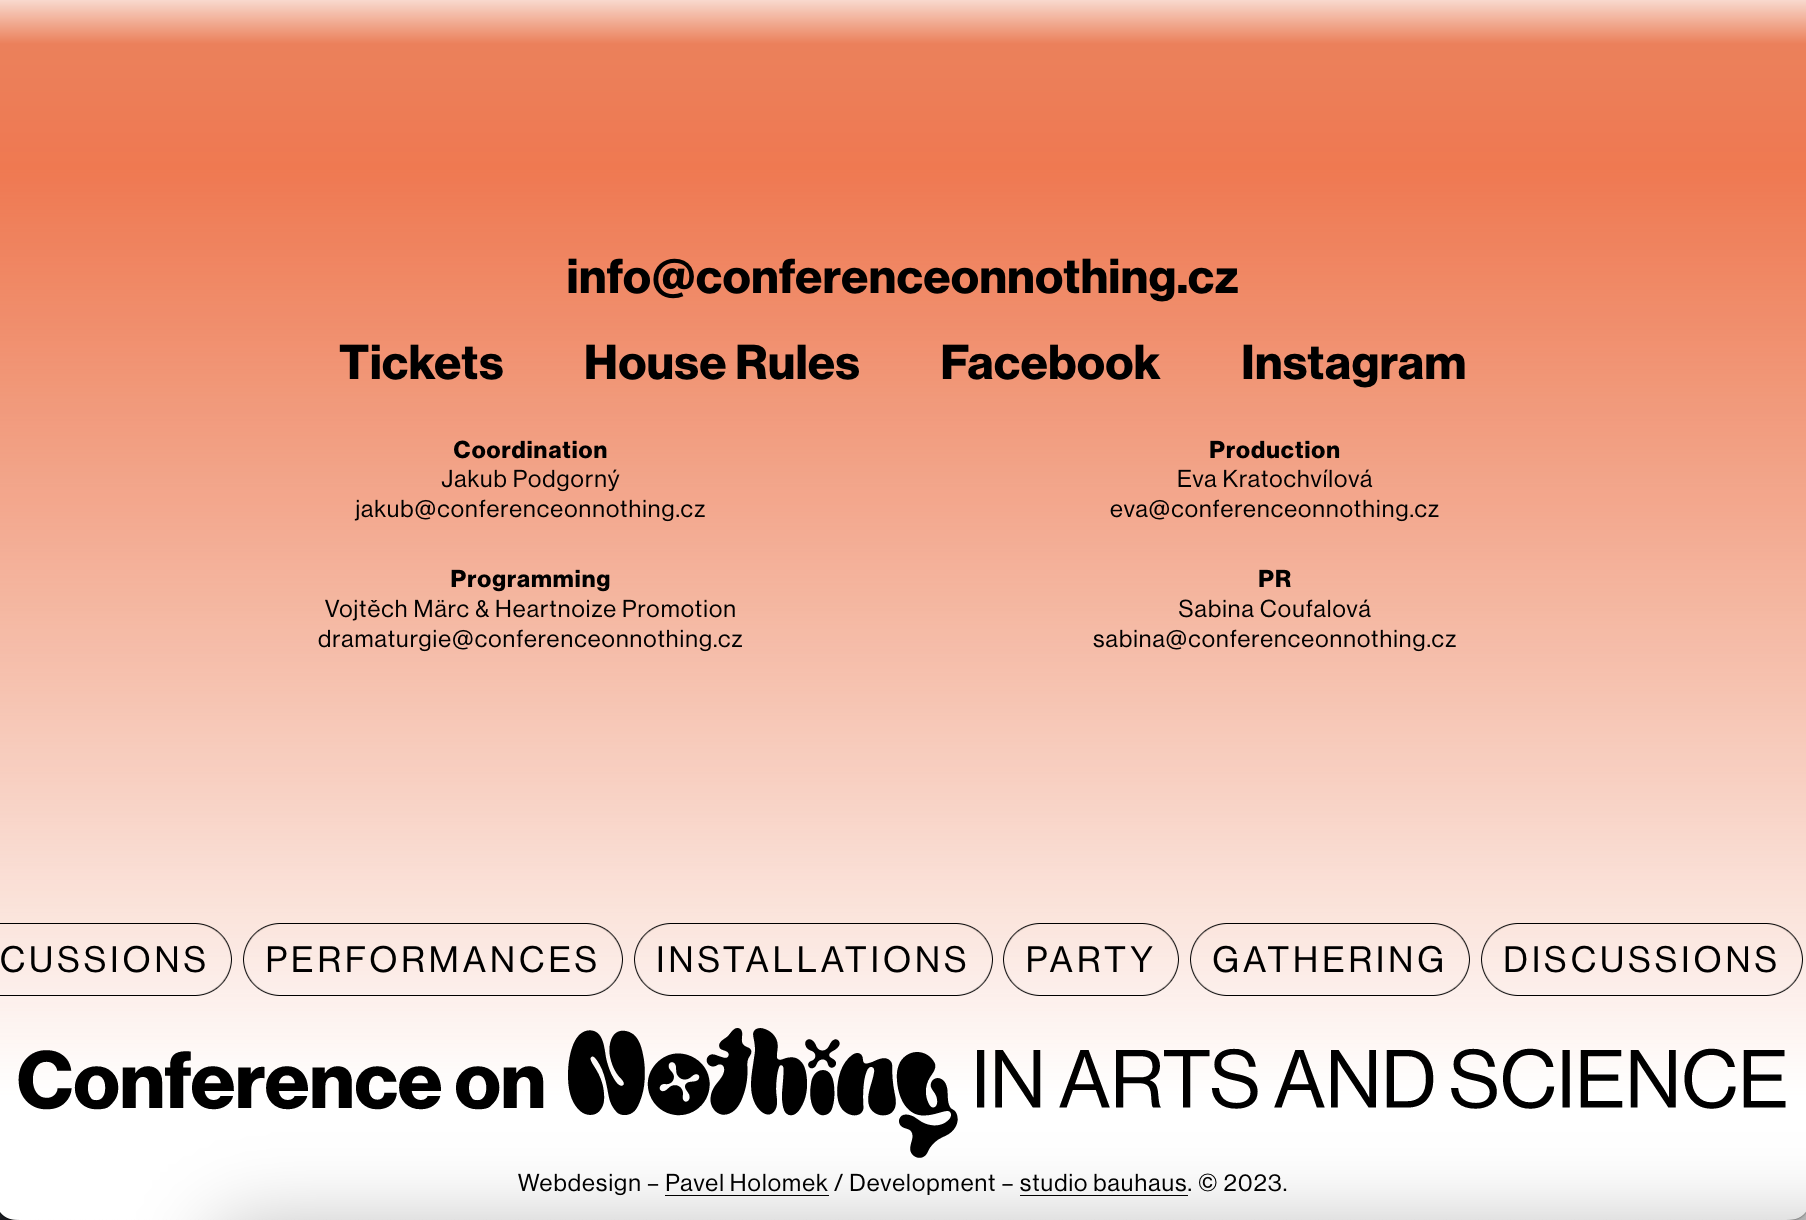 info@conferenceonnothing.cz
Tickets House Rules Facebook Instagram
Coordination
Jakub Podgorný
jakub@conferenceonnothing.cz
Production
Eva Kratochvílová
eva@conferenceonnothing.cz
Programming
Vojtěch Märc & Heartnoize Promotion
dramaturgie@conferenceonnothing.cz
PR
Sabina Coufalová
sabina@conferenceonnothing.cz
CUSSIONS PERFORMANCES INSTALLATIONS PARTY GATHERING DISCUSSIONS
Conference on Nothing IN ARTS AND SCIENCE
Webdesign – Pavel Holomek / Development – studio bauhaus. © 2023.